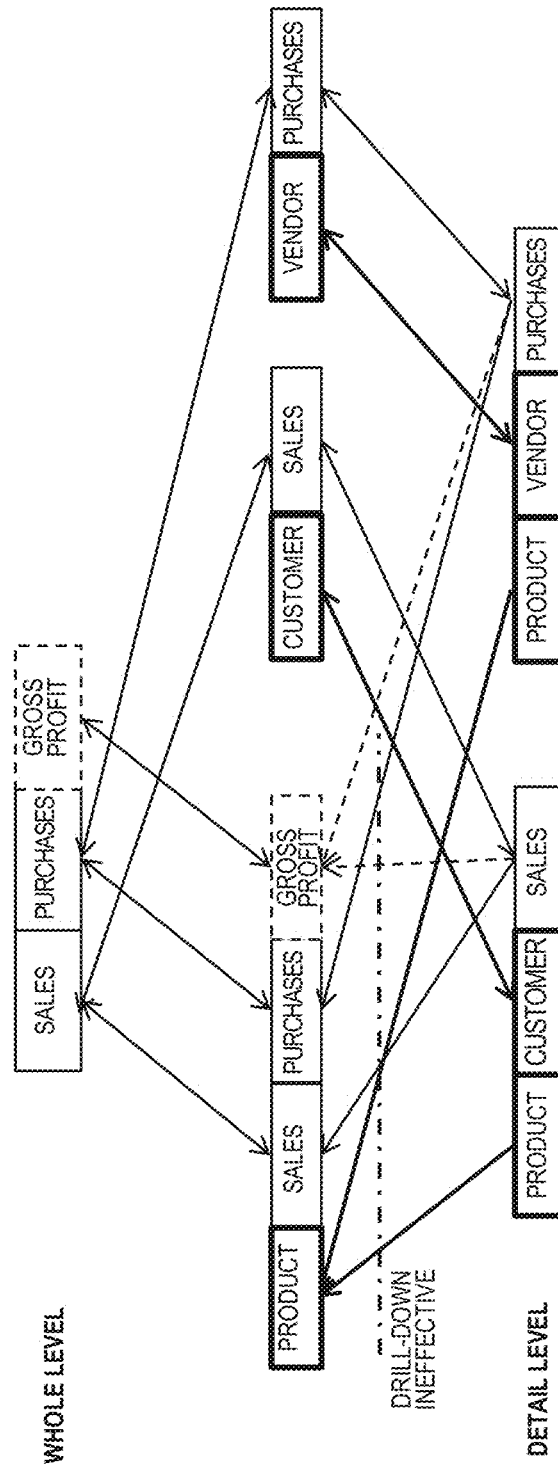 WHOLE LEVEL
SALES
PURCHASES
GROSS
PROFIT
PRODUCT
SALES
PURCHASES
GROSS
PROFIT
CUSTOMER
SALES
VENDOR
PURCHASES
DRILL-DOWN
INEFFECTIVE
DETAIL LEVEL
PRODUCT
CUSTOMER
SALES
PRODUCT
VENDOR
PURCHASES